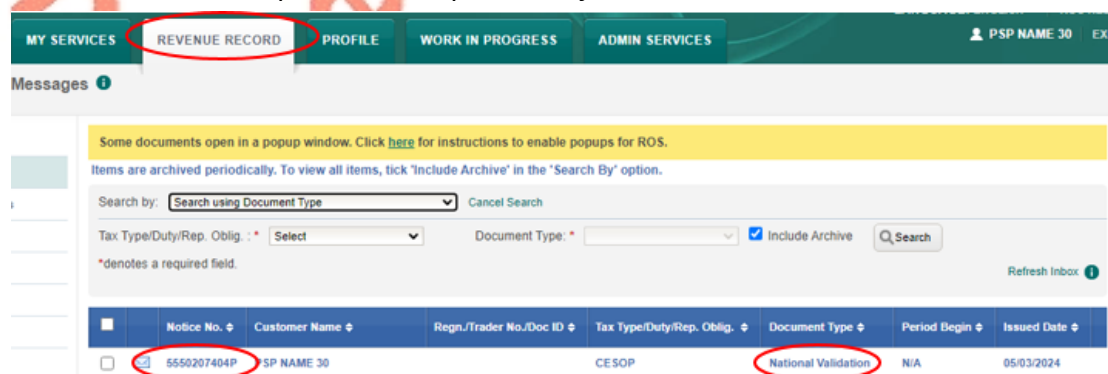 MY SERVICES REVENUE RECORD PROFILE WORK IN PROGRESS ADMIN SERVICES PSP NAME 30 EX
Messages
Some documents open in a popup window. Click here for instructions to enable popups for ROS.
Items are archived periodically. To view all items, tick 'Include Archive' in the 'Search By' option.
Search by: Search using Document Type Cancel Search
Tax Type/Duty/Rep. Oblig. : * Select Document Type: * Include Archive Search
*denotes a required field.
Refresh Inbox
Notice No. Customer Name Regn./Trader No./Doc ID Tax Type/Duty/Rep. Oblig. Document Type Period Begin Issued Date
5550207404P PSP NAME 30 CESOP National Validation N/A 05/03/2024